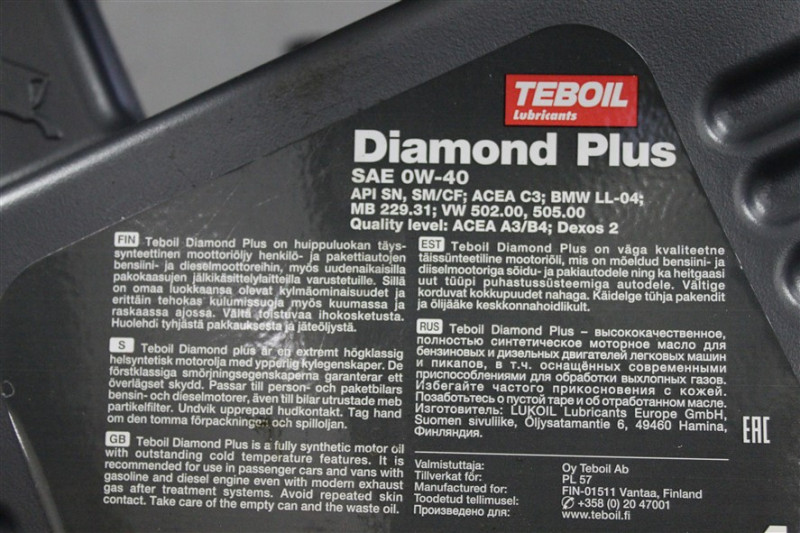 TEBOIL
Lubricants
Diamond Plus
SAE 0W-40
API SN, SM/CF; ACEA C3; BMW LL-04;
MB 229.31; VW 502.00, 505.00
Quality level: ACEA A3/B4; Dexos 2
FIN Teboil Diamond Plus on huippuluokan täys-
synteettinen moottoriöljy henkilö- ja pakettiautojen
bensiini- ja dieselmoottoreihin, myös uudenaikaisilla
pakokaasujen jälkikäsittelylaitteilla varustetuille. Sillä
on omaa luokkaansa olevat kylmäominaisuudet ja
erittäin tehokas kulumissuoja myös kuumassa ja
raskaassa ajossa. Vältä toistuvaa ihokosketusta.
Huolehdi tyhjästä pakkauksesta ja jäteöljystä.
S Teboil Diamond plus är en extremt högklassig
helsyntetisk motorolja med ypperlig kylegenskaper. De
förstklassiga smörjningsegenskaperna garanterar ett
överlägset skydd. Passar till person- och paketbilars
bensin- och dieselmotorer, även till bilar utrustade meb
partikelfilter. Undvik upprepad hudkontakt. Tag hand
om den tomma förpackningen och spilloljan.
GB Teboil Diamond Plus is a fully synthetic motor oil
with outstanding cold temperature features. It is
recommended for use in passenger cars and vans with
gasoline and diesel engine even with modern exhaust
gas after treatment systems. Avoid repeated skin
contact. Take care of the empty can and the waste oil.
EST Teboil Diamond Plus on väga kvaliteetne
täissünteetiline mootoriõli, mis on mõeldud bensiini- ja
diiselmootoriga sõidu- ja pakiautodele ning ka heitgaasi
uut tüüpi puhastussüsteemiga autodele. Vältige
korduvat kokkupuudet nahaga. Käidelge tühja pakendit
ja õlijääke keskkonnahoidlikult.
RUS Teboil Diamond Plus – высококачественное,
полностью синтетическое моторное масло для
бензиновых и дизельных двигателей легковых машин
и пикапов, в т.ч. оснащённых современными
приспособлениями для обработки выхлопных газов.
Избегайте частого прикосновения с кожей.
Позаботьтесь о пустой таре и об отработанном масле.
Изготовитель: LUKOIL Lubricants Europe GmbH,
Suomen sivuliike, Öljysatamatie 6, 49460 Hamina,
Финляндия.
EAC
Valmistuttaja: Oy Teboil Ab
Tillverkat för: PL 57
Manufactured for: FIN-01511 Vantaa, Finland
Toodetud tellimusel: +358 (0) 20 47001
Произведено для: www.teboil.fi